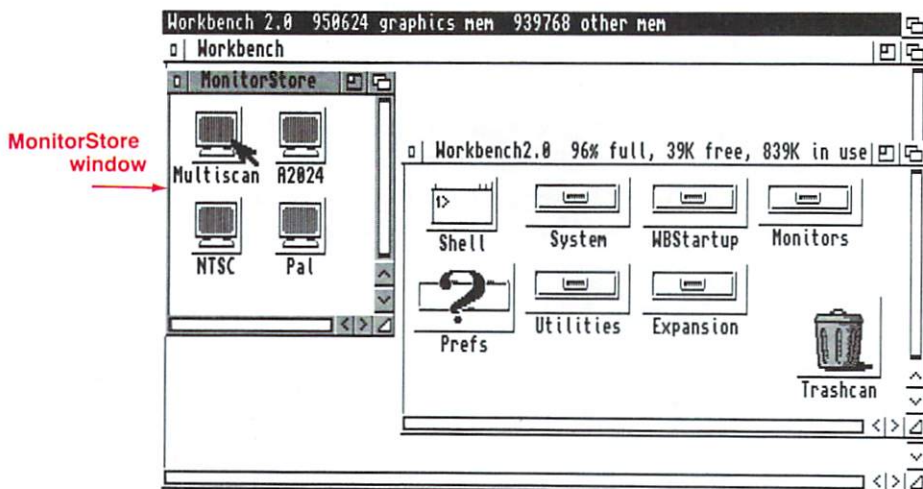 Workbench 2.0 950624 graphics mem 939768 other mem
Workbench
MonitorStore
MonitorStore
window
Multiscan A2024
NTSC Pal
Workbench2.0 96% full, 39K free, 839K in use
1>
Shell System WBStartup Monitors
?
Prefs Utilities Expansion
Trashcan